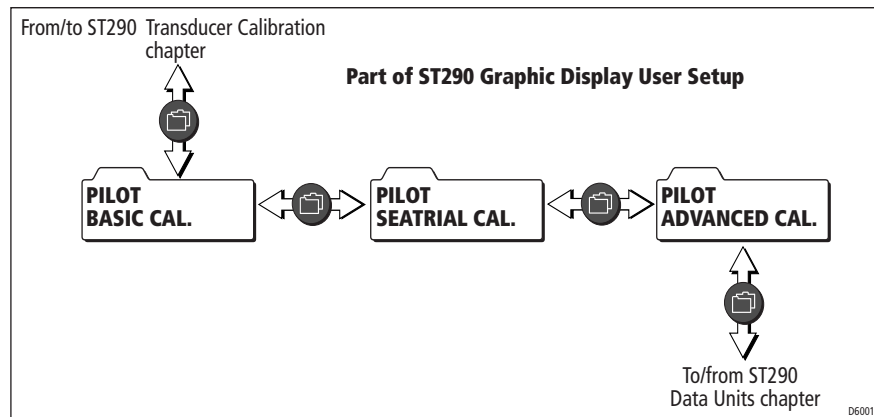 From/to ST290 Transducer Calibration
chapter
Part of ST290 Graphic Display User Setup
PILOT
BASIC CAL.
PILOT
SEATRIAL CAL.
PILOT
ADVANCED CAL.
To/from ST290
Data Units chapter
D6001